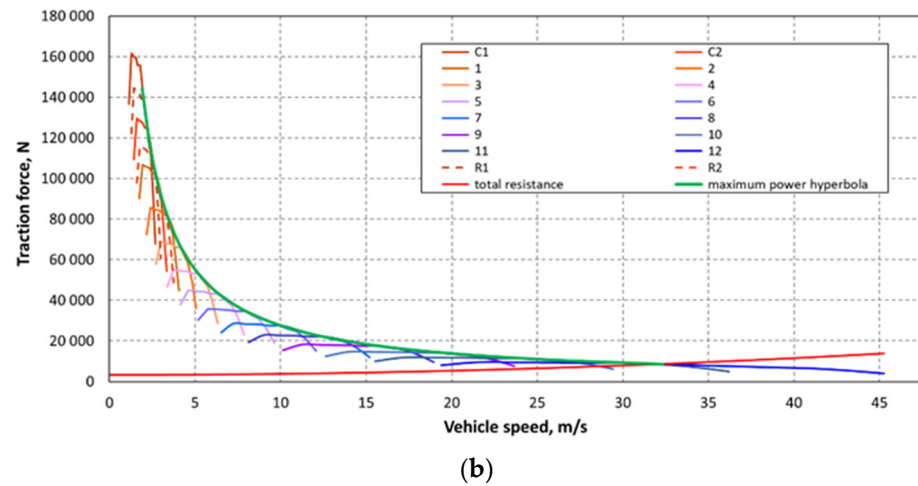 180 000
160 000
140 000
120 000
100 000
80 000
60 000
40 000
20 000
0
Traction force, N
C1 C2
1 2
3 4
5 6
7 8
9 10
11 12
R1 R2
total resistance maximum power hyperbola
0 5 10 15 20 25 30 35 40 45
Vehicle speed, m/s
(b)